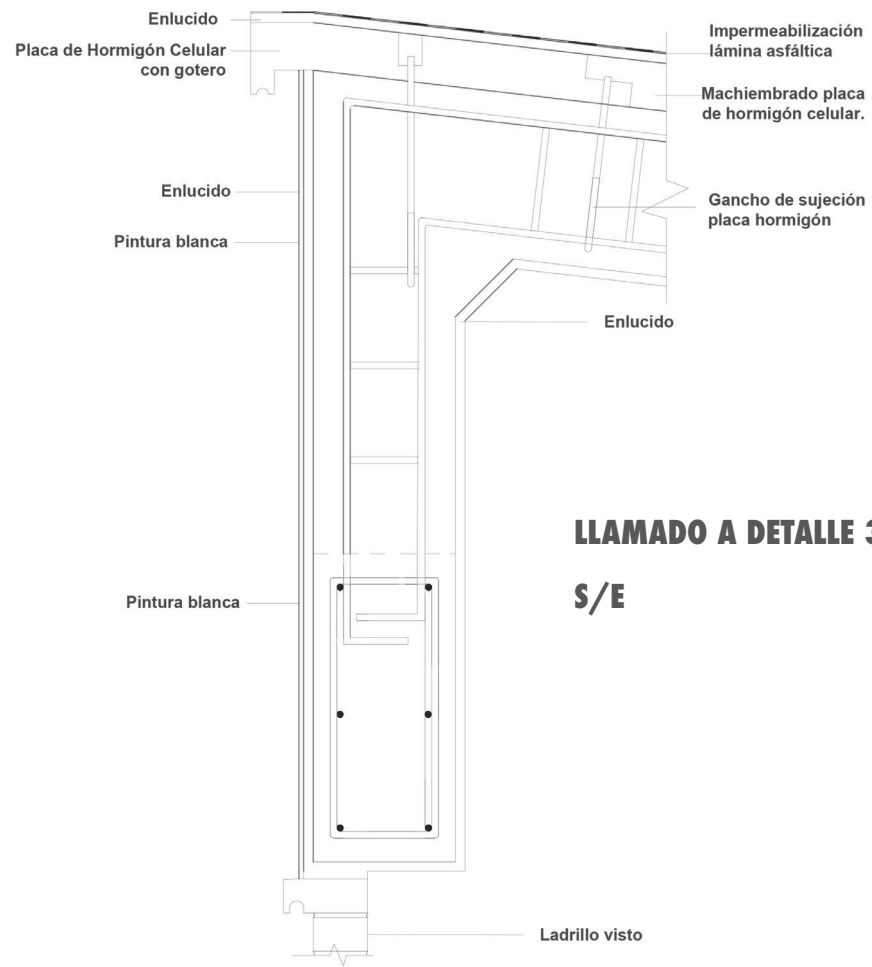 Enlucido
Placa de Hormigón Celular
con gotero
Impermeabilización
lámina asfáltica
Machiembrado placa
de hormigón celular.
Enlucido
Gancho de sujeción
placa hormigón
Pintura blanca
Enlucido
LLAMADO A DETALLE 3
S/E
Pintura blanca
Ladrillo visto